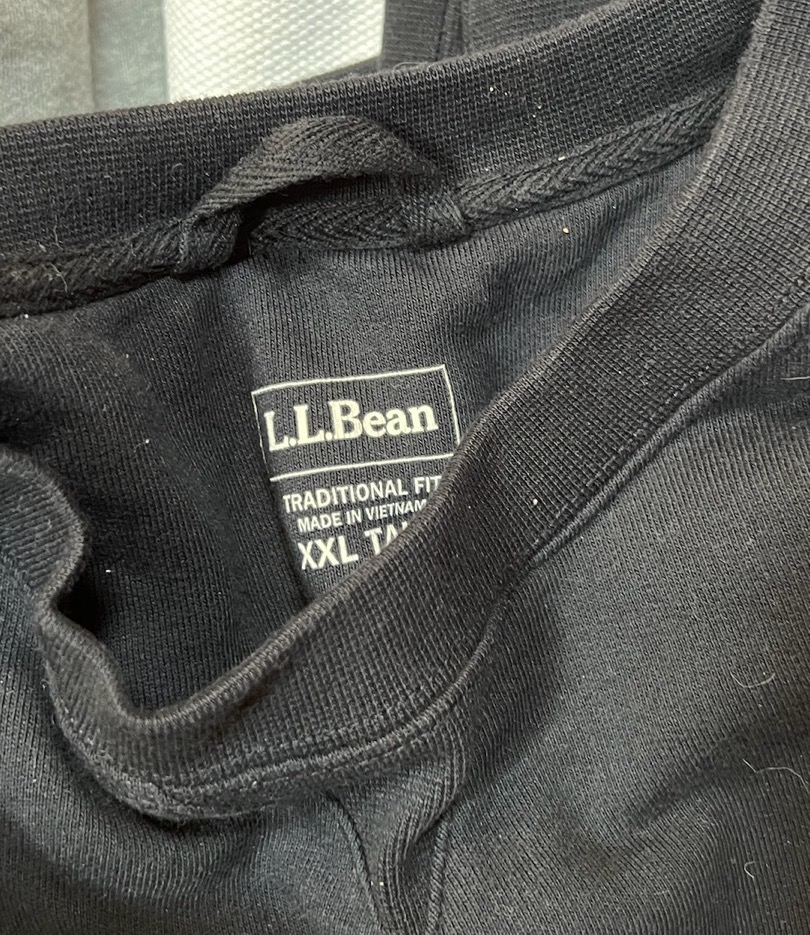 L.L.Bean
TRADITIONAL FIT
MADE IN VIETNAM
XXL